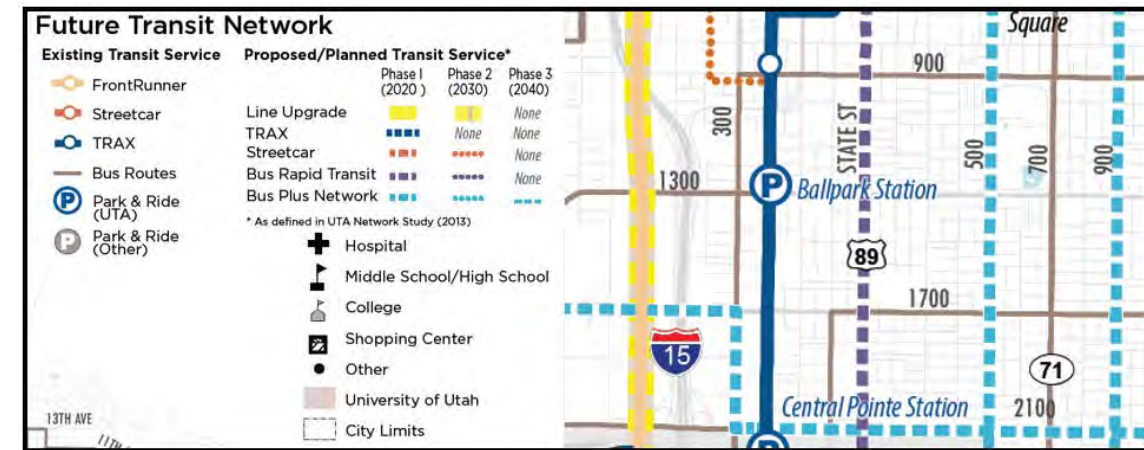 Future Transit Network
Existing Transit Service
FrontRunner
Streetcar
TRAX
Bus Routes
P Park & Ride
(UTA)
P Park & Ride
(Other)
Proposed/Planned Transit Service*
Phase I Phase 2 Phase 3
(2020 ) (2030) (2040)
Line Upgrade None
TRAX None None
Streetcar None
Bus Rapid Transit None
Bus Plus Network
* As defined in UTA Network Study (2013)
Hospital
Middle School/High School
College
Shopping Center
Other
University of Utah
City Limits
13TH AVE
Square
900
300
STATE ST
500
700
900
1300
P Ballpark Station
89
1700
15
71
Central Pointe Station
2100
P